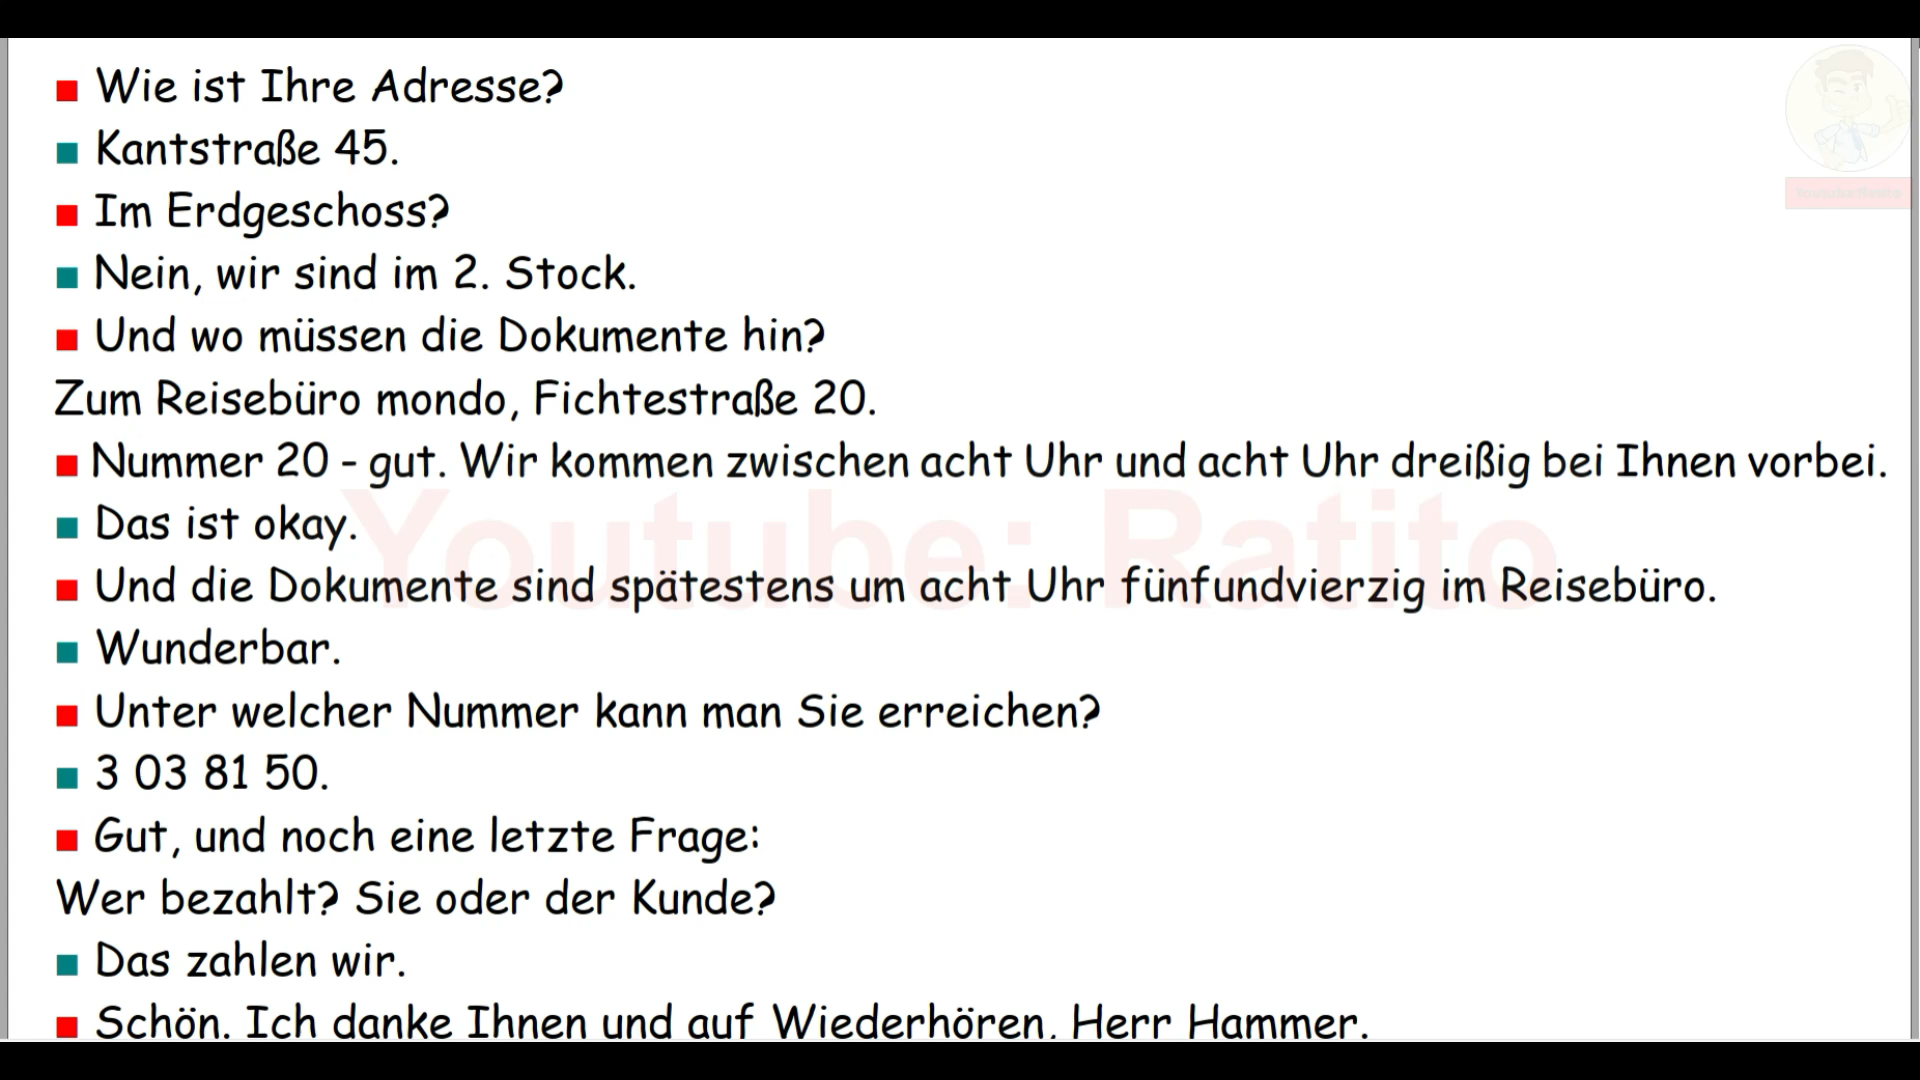 Wie ist Ihre Adresse?
Kantstraße 45.
Im Erdgeschoss?
Nein, wir sind im 2. Stock.
Und wo müssen die Dokumente hin?
Zum Reisebüro mondo, Fichtestraße 20.
Nummer 20 - gut. Wir kommen zwischen acht Uhr und acht Uhr dreißig bei Ihnen vorbei.
Das ist okay.
Youtube: Ratito
Und die Dokumente sind spätestens um acht Uhr fünfundvierzig im Reisebüro.
Wunderbar.
Unter welcher Nummer kann man Sie erreichen?
3 03 81 50.
Gut, und noch eine letzte Frage:
Wer bezahlt? Sie oder der Kunde?
Das zahlen wir.
Schön. Ich danke Ihnen und auf Wiederhören, Herr Hammer.